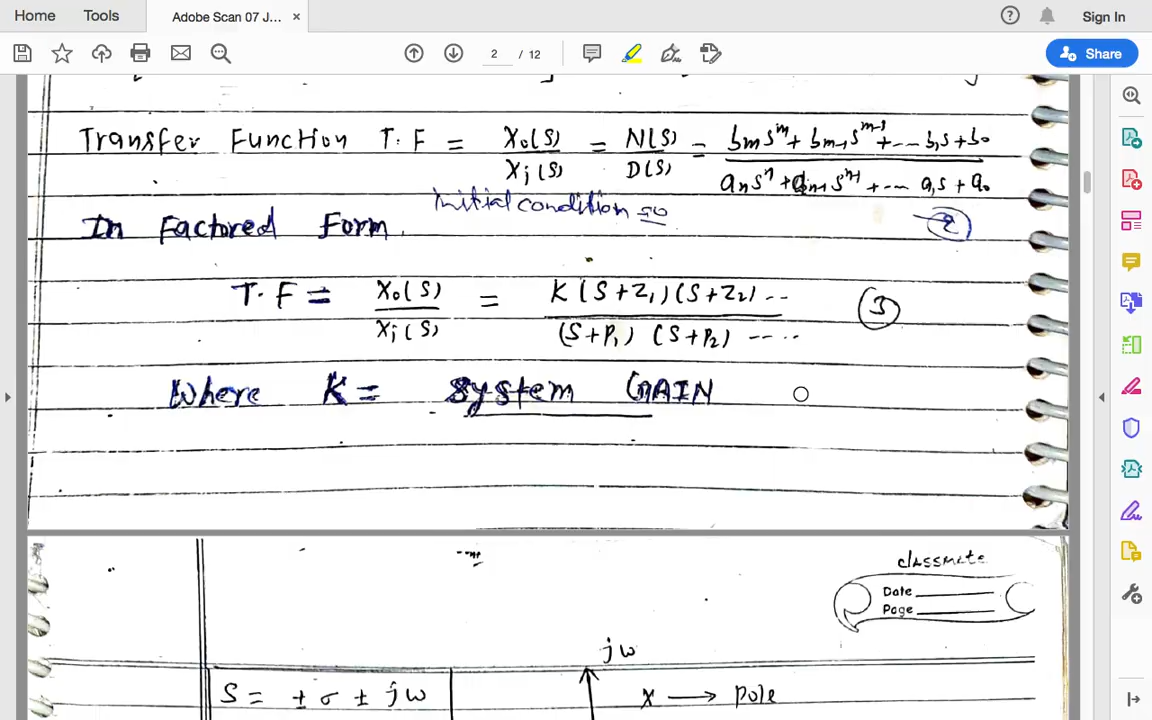 Home Tools Adobe Scan 07 J... × Sign In
2 / 12 Share
Transfer Function T.F = X₀(S) / Xᵢ(S) = N(S) / D(S) = bₘSᵐ + bₘ₋₁Sᵐ⁻¹ + --- b₁S + b₀ / aₙSⁿ + aₙ₋₁Sⁿ⁻¹ + --- a₁S + a₀
initial condition =0
In Factored Form. 2
T.F = X₀(S) / Xᵢ(S) = K(S+Z₁)(S+Z₂) -- / (S+P₁) (S+P₂) ---- 3
Where K = System GAIN
classmate
Date
Page
jω
S = ± σ ± jω
X → pole